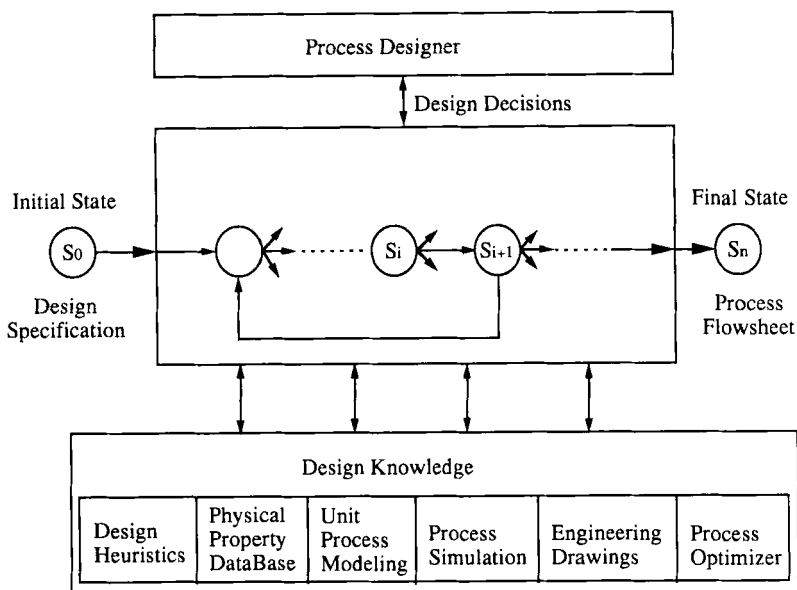 Process Designer
Design Decisions
Initial State
Final State
S0
Si
Si+1
Sn
Design
Specification
Process
Flowsheet
Design Knowledge
Design
Heuristics
Physical
Property
DataBase
Unit
Process
Modeling
Process
Simulation
Engineering
Drawings
Process
Optimizer